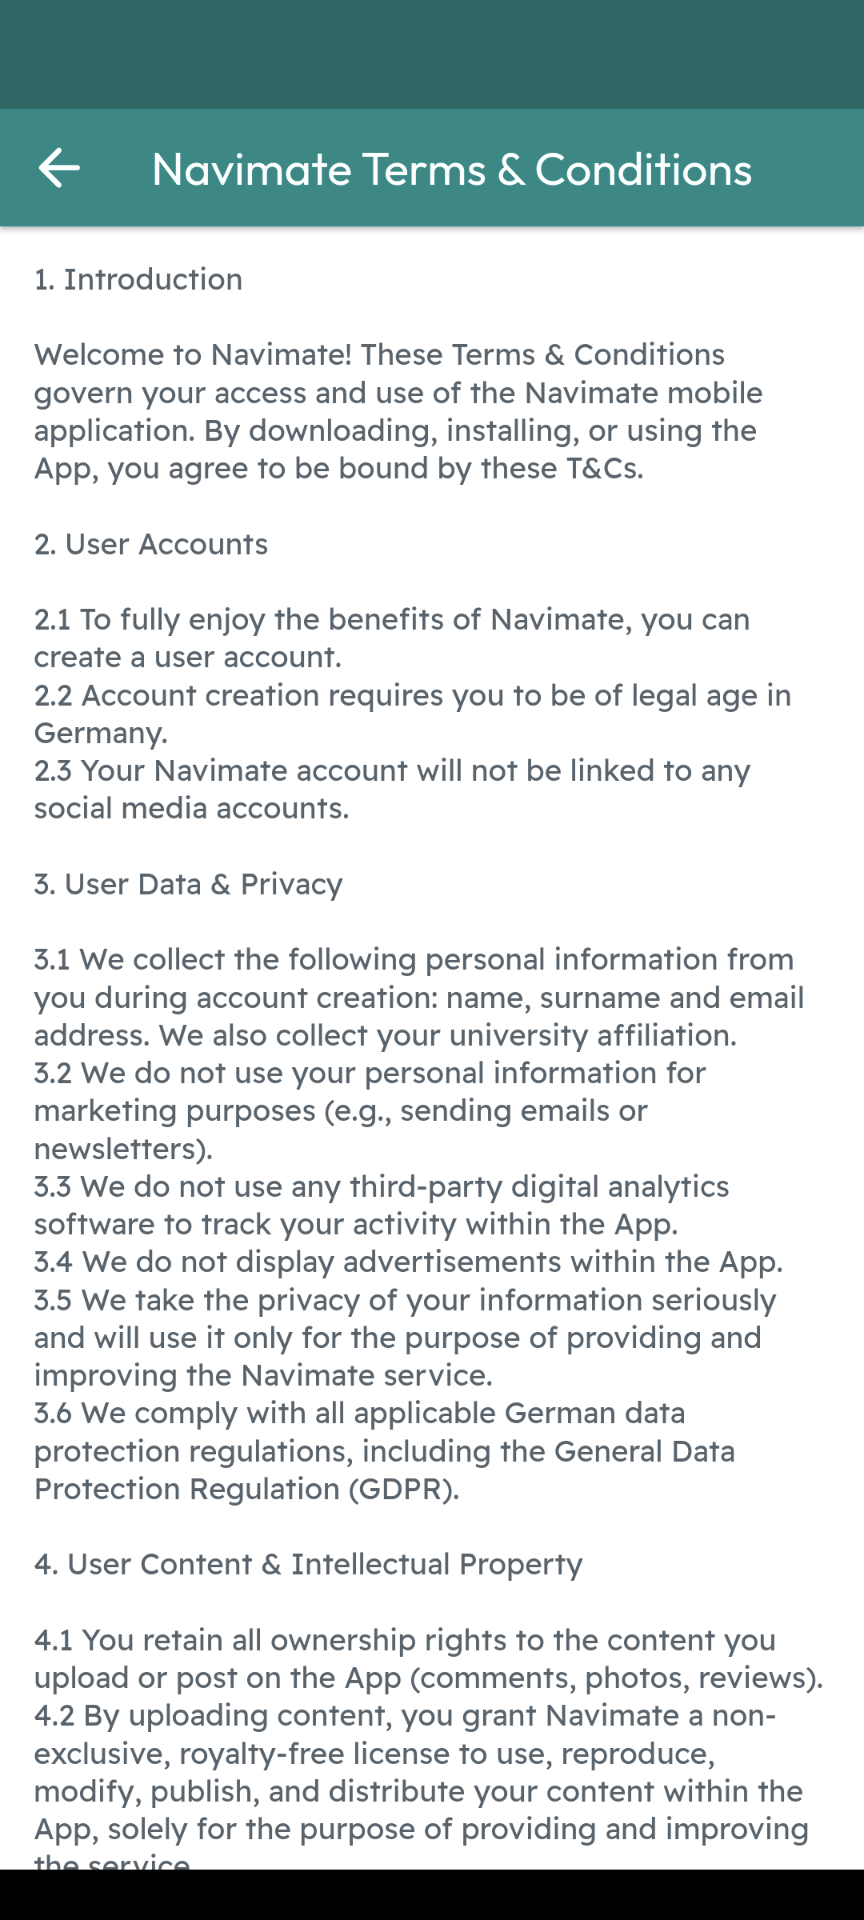 Navimate Terms & Conditions
1. Introduction
Welcome to Navimate! These Terms & Conditions
govern your access and use of the Navimate mobile
application. By downloading, installing, or using the
App, you agree to be bound by these T&Cs.
2. User Accounts
2.1 To fully enjoy the benefits of Navimate, you can
create a user account.
2.2 Account creation requires you to be of legal age in
Germany.
2.3 Your Navimate account will not be linked to any
social media accounts.
3. User Data & Privacy
3.1 We collect the following personal information from
you during account creation: name, surname and email
address. We also collect your university affiliation.
3.2 We do not use your personal information for
marketing purposes (e.g., sending emails or
newsletters).
3.3 We do not use any third-party digital analytics
software to track your activity within the App.
3.4 We do not display advertisements within the App.
3.5 We take the privacy of your information seriously
and will use it only for the purpose of providing and
improving the Navimate service.
3.6 We comply with all applicable German data
protection regulations, including the General Data
Protection Regulation (GDPR).
4. User Content & Intellectual Property
4.1 You retain all ownership rights to the content you
upload or post on the App (comments, photos, reviews).
4.2 By uploading content, you grant Navimate a non-
exclusive, royalty-free license to use, reproduce,
modify, publish, and distribute your content within the
App, solely for the purpose of providing and improving
the service